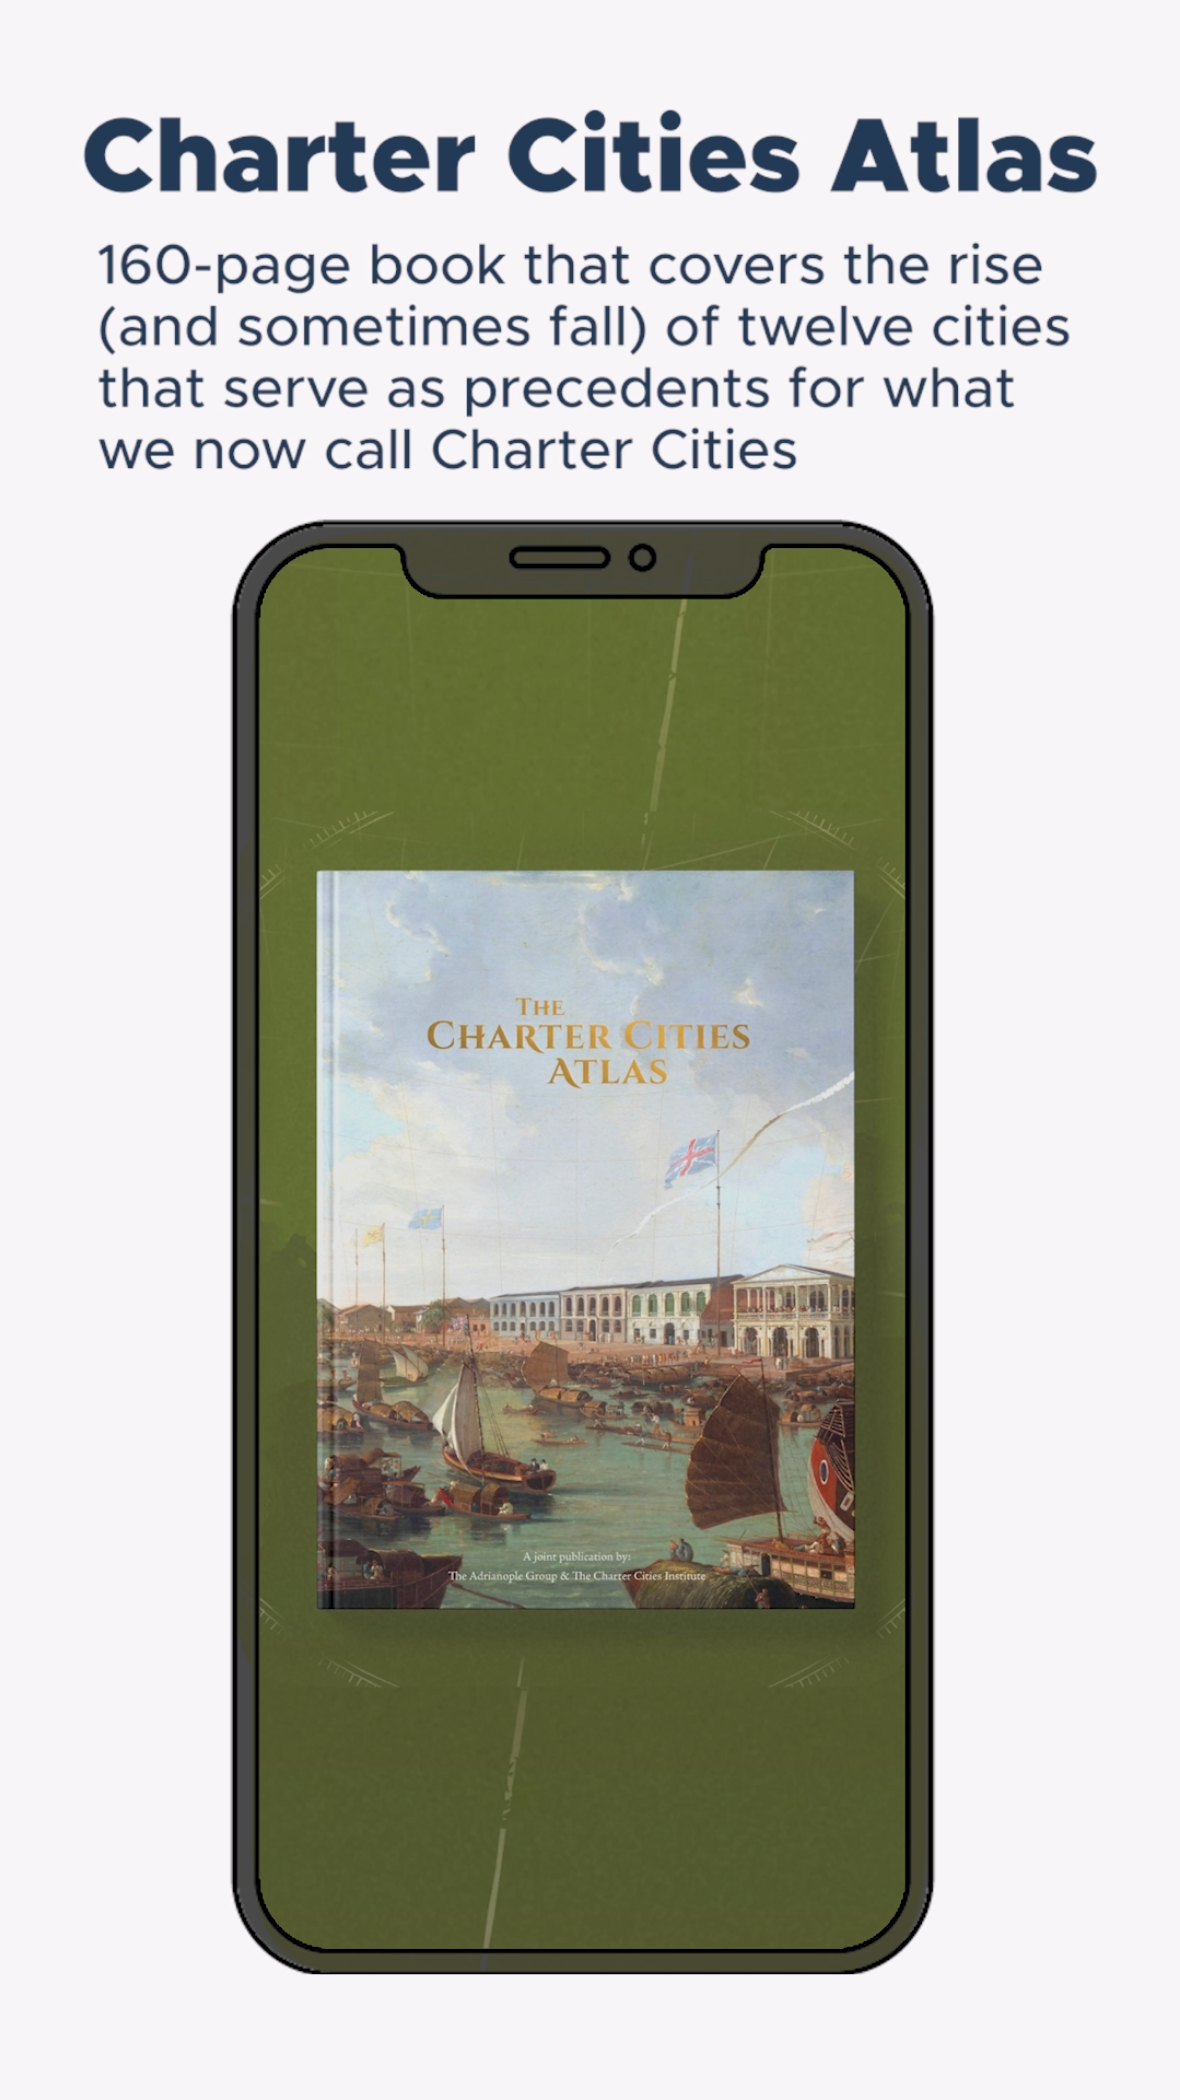 Charter Cities Atlas
160-page book that covers the rise
(and sometimes fall) of twelve cities
that serve as precedents for what
we now call Charter Cities
The
Charter Cities
Atlas
A joint publication by:
The Adrianople Group & The Charter Cities Institute